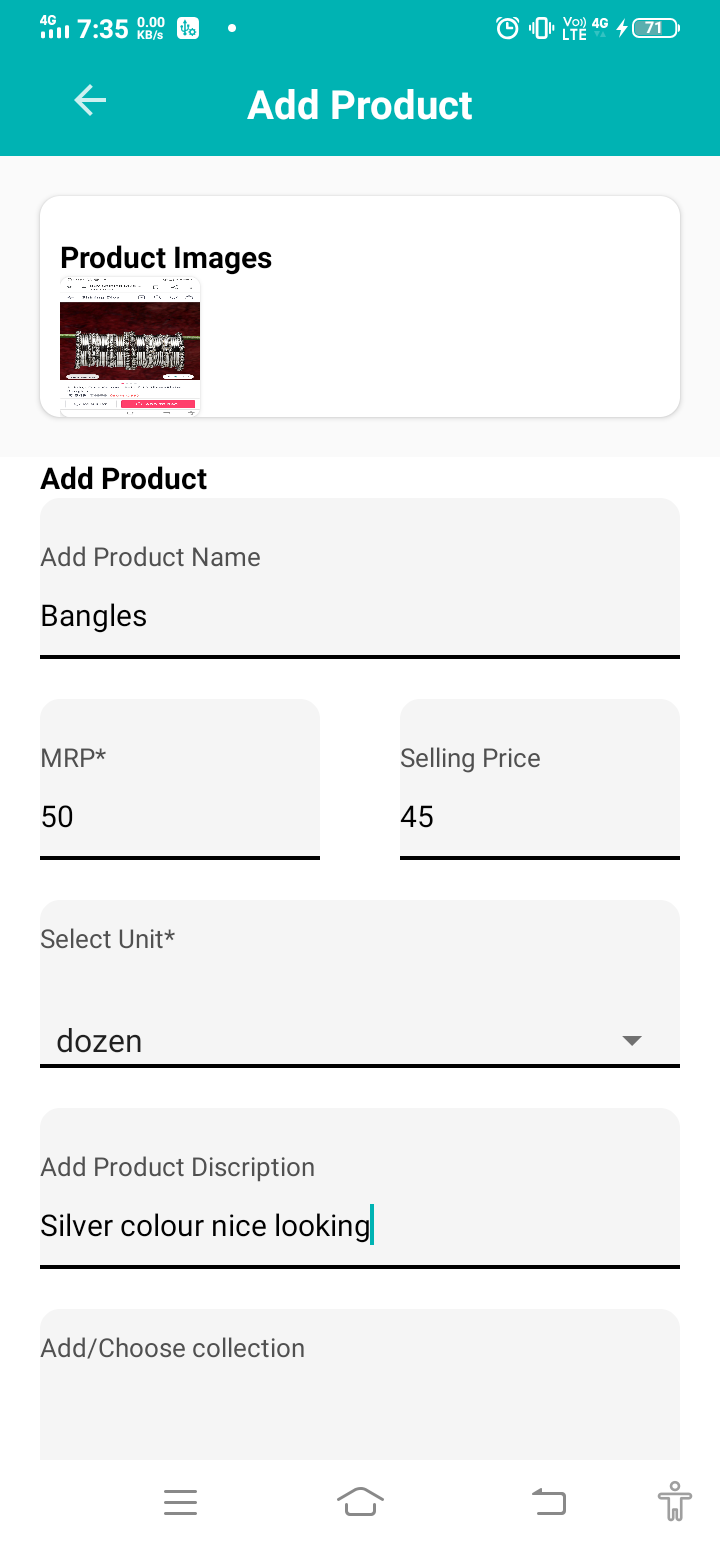 4G 7:35 0.00 KB/s Vo)) LTE 4G 71
Add Product
Product Images
Add Product
Add Product Name
Bangles
MRP* Selling Price
50 45
Select Unit*
dozen
Add Product Discription
Silver colour nice looking
Add/Choose collection